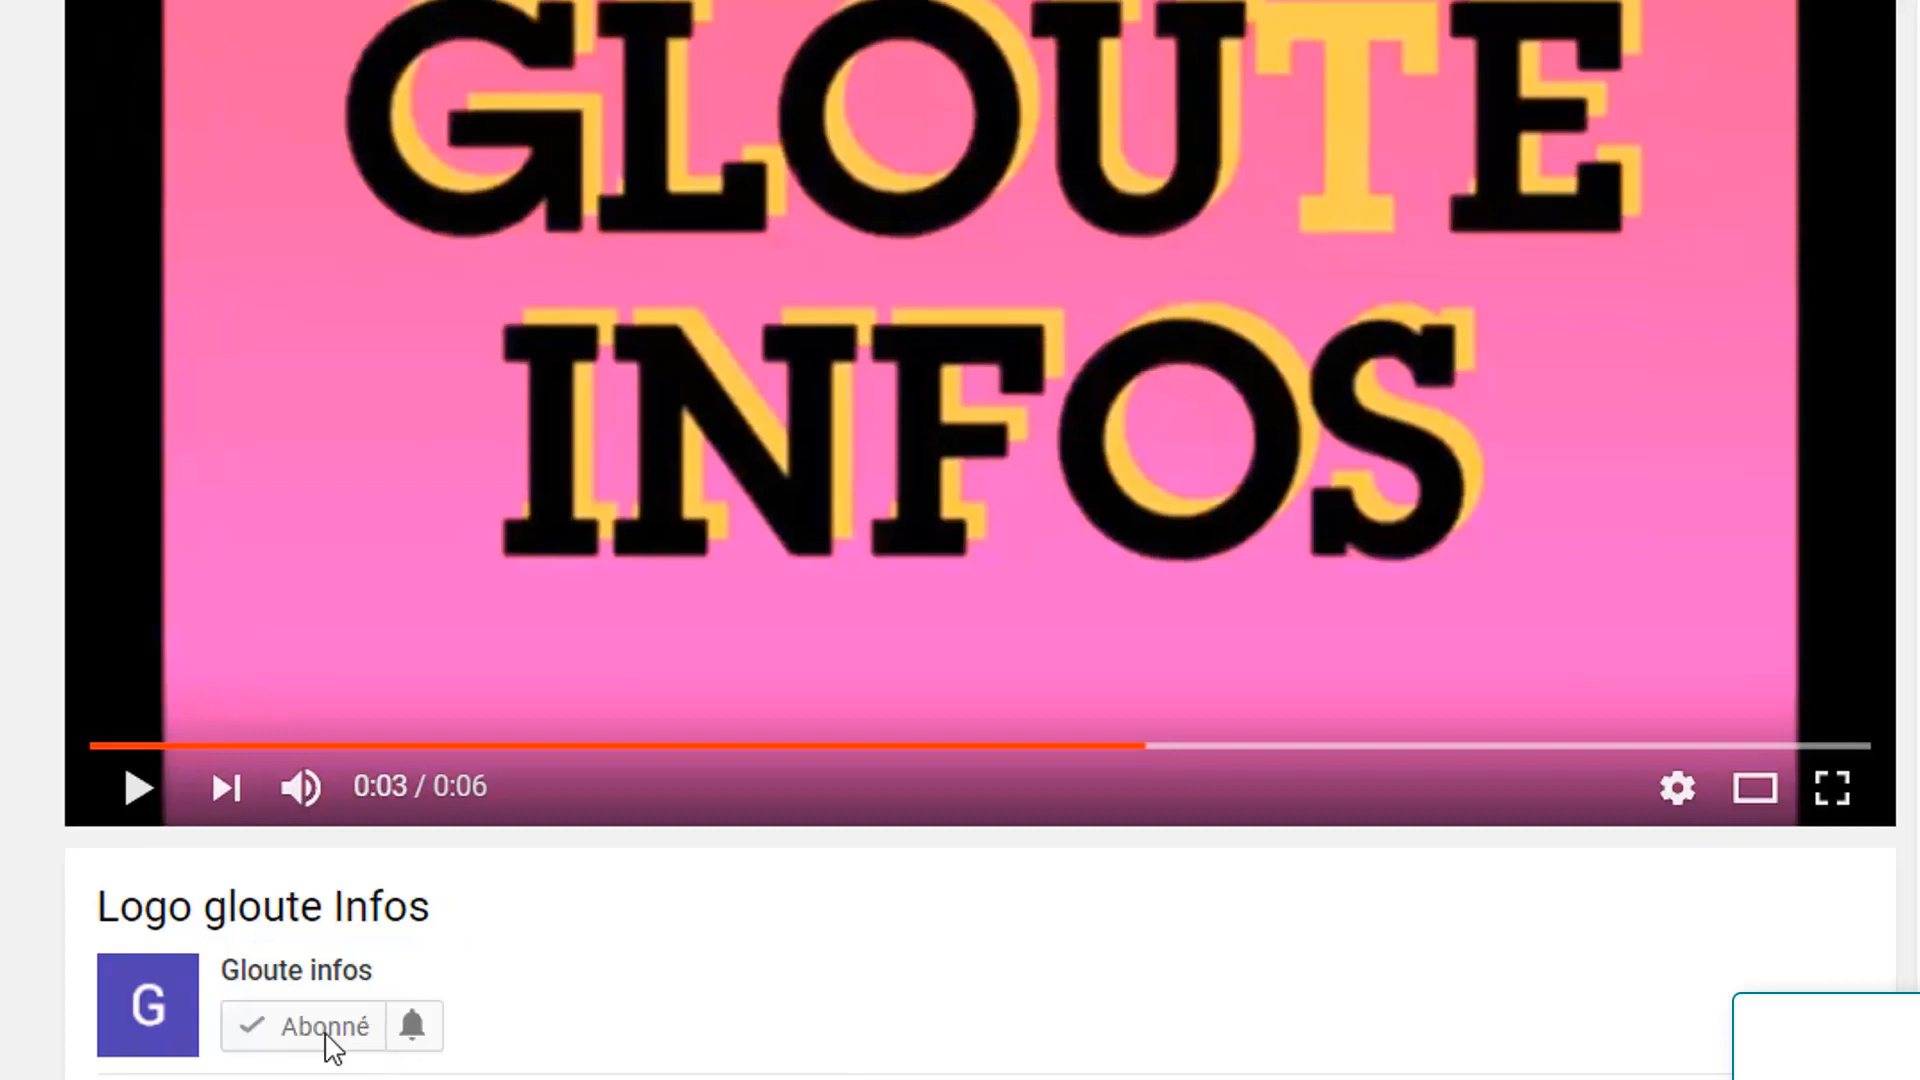 GLOUTE
INFOS
0:03 / 0:06
Logo gloute Infos
G
Gloute infos
Abonné